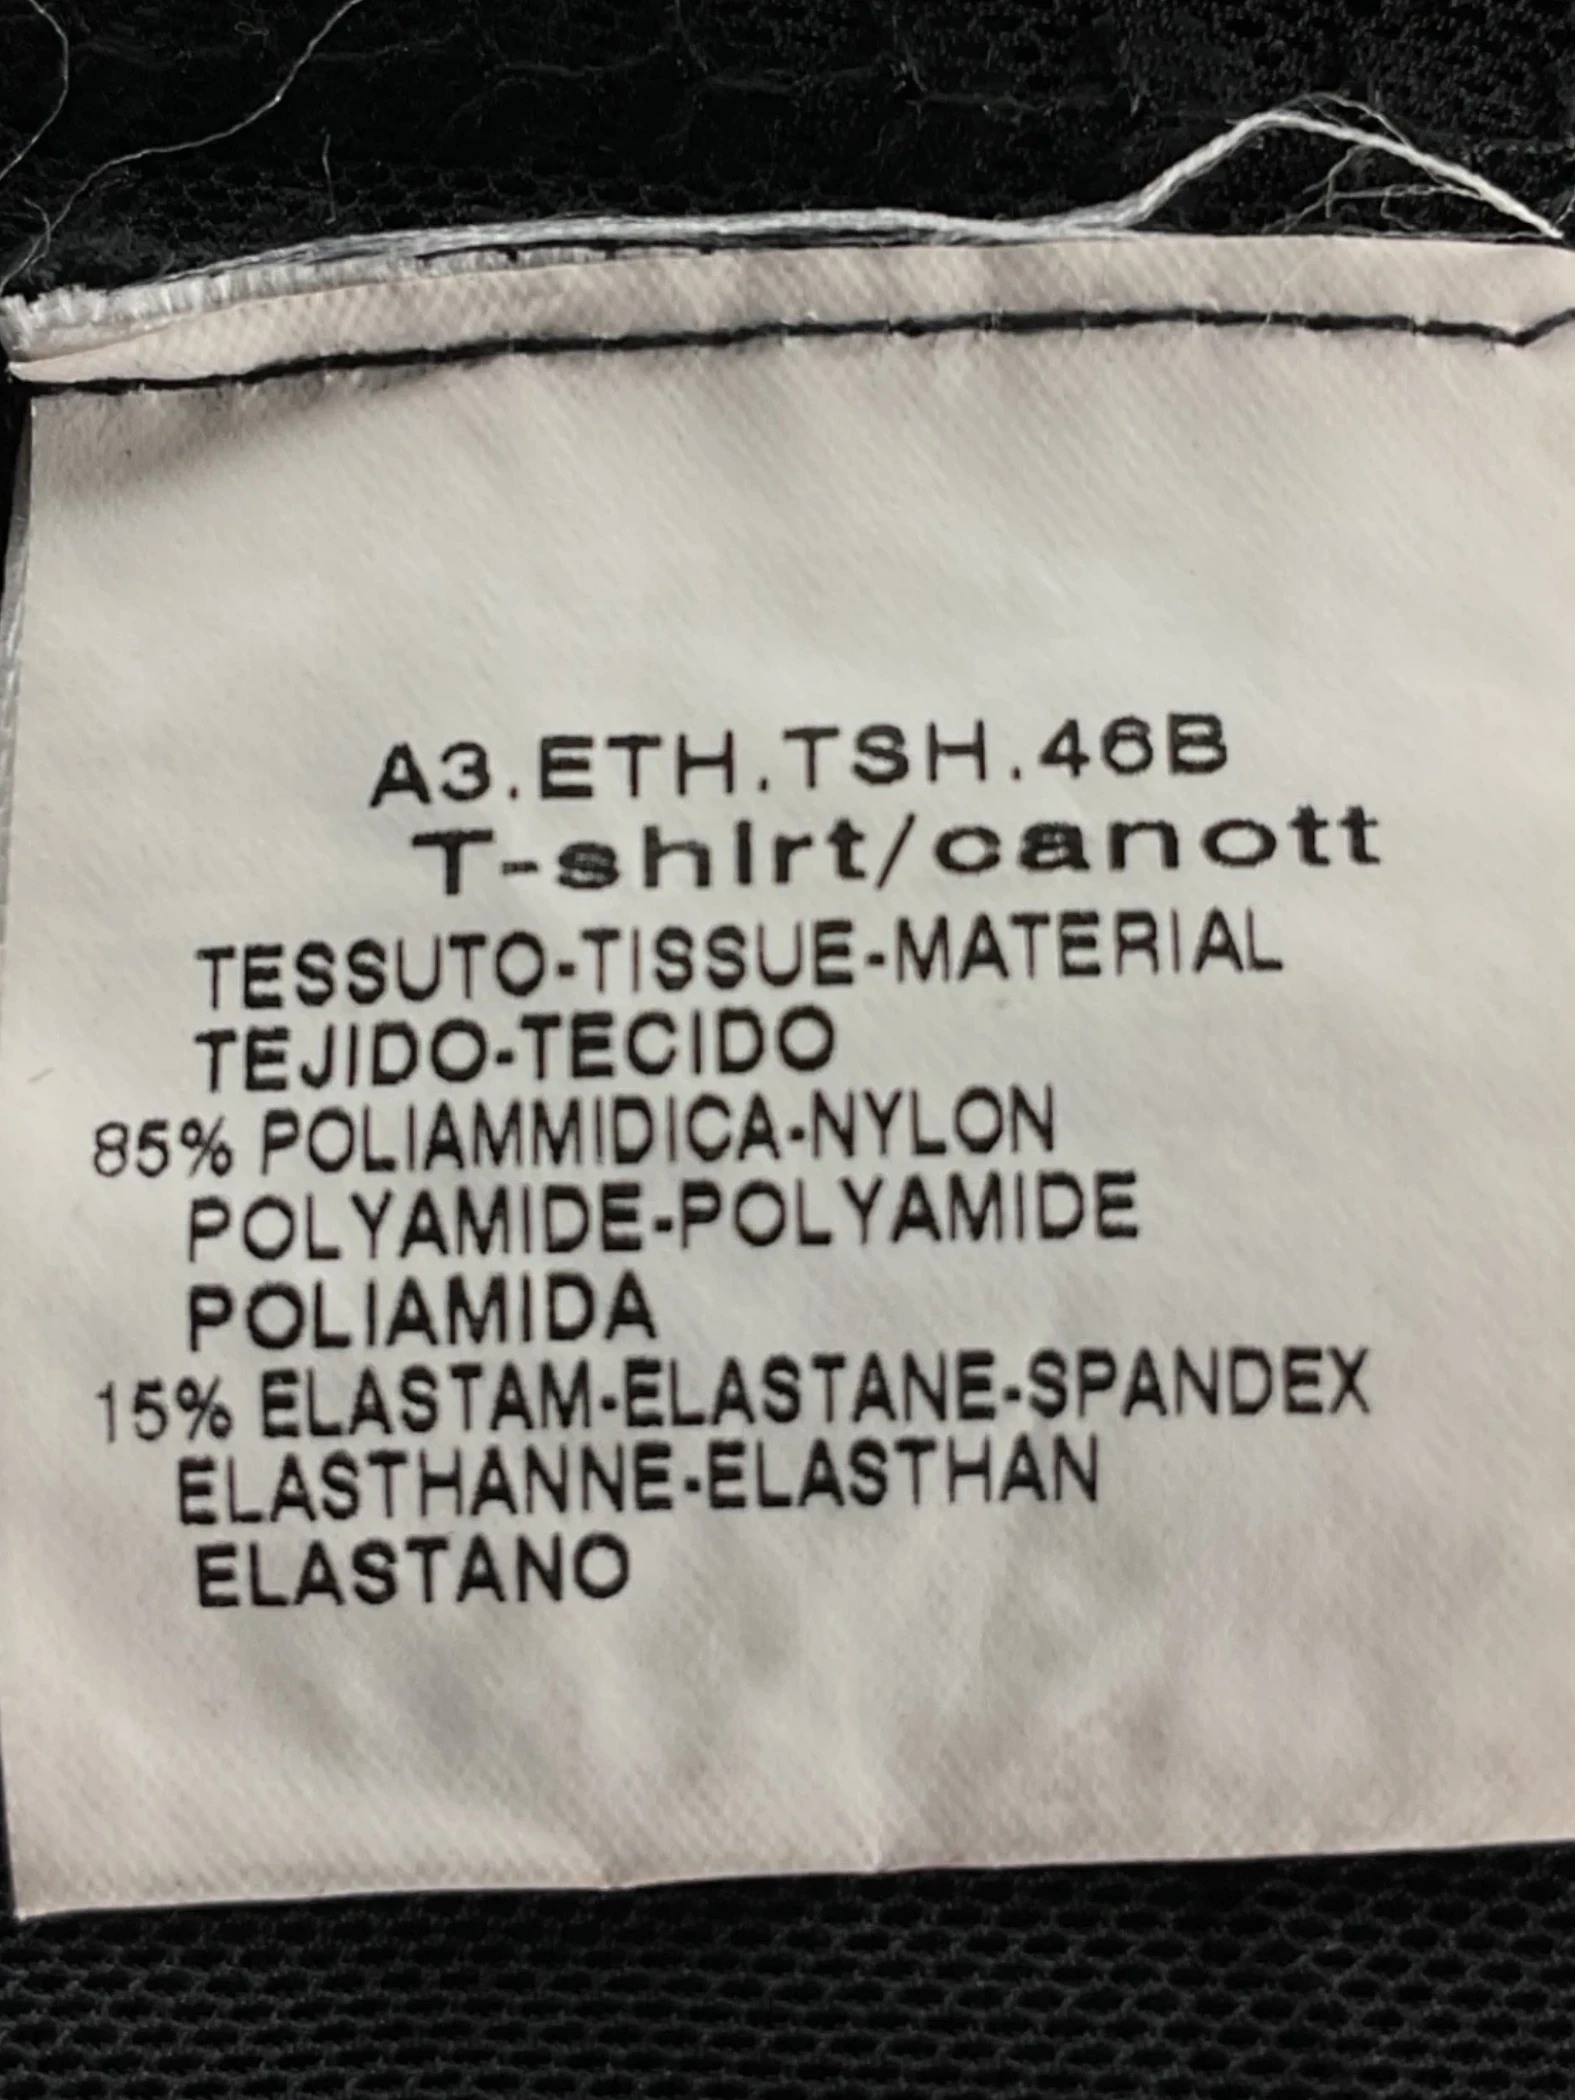 A3.ETH.TSH.46B
T-shirt/canott
TESSUTO-TISSUE-MATERIAL
TEJIDO-TECIDO
85% POLIAMMIDICA-NYLON
POLYAMIDE-POLYAMIDE
POLIAMIDA
15% ELASTAM-ELASTANE-SPANDEX
ELASTHANNE-ELASTHAN
ELASTANO